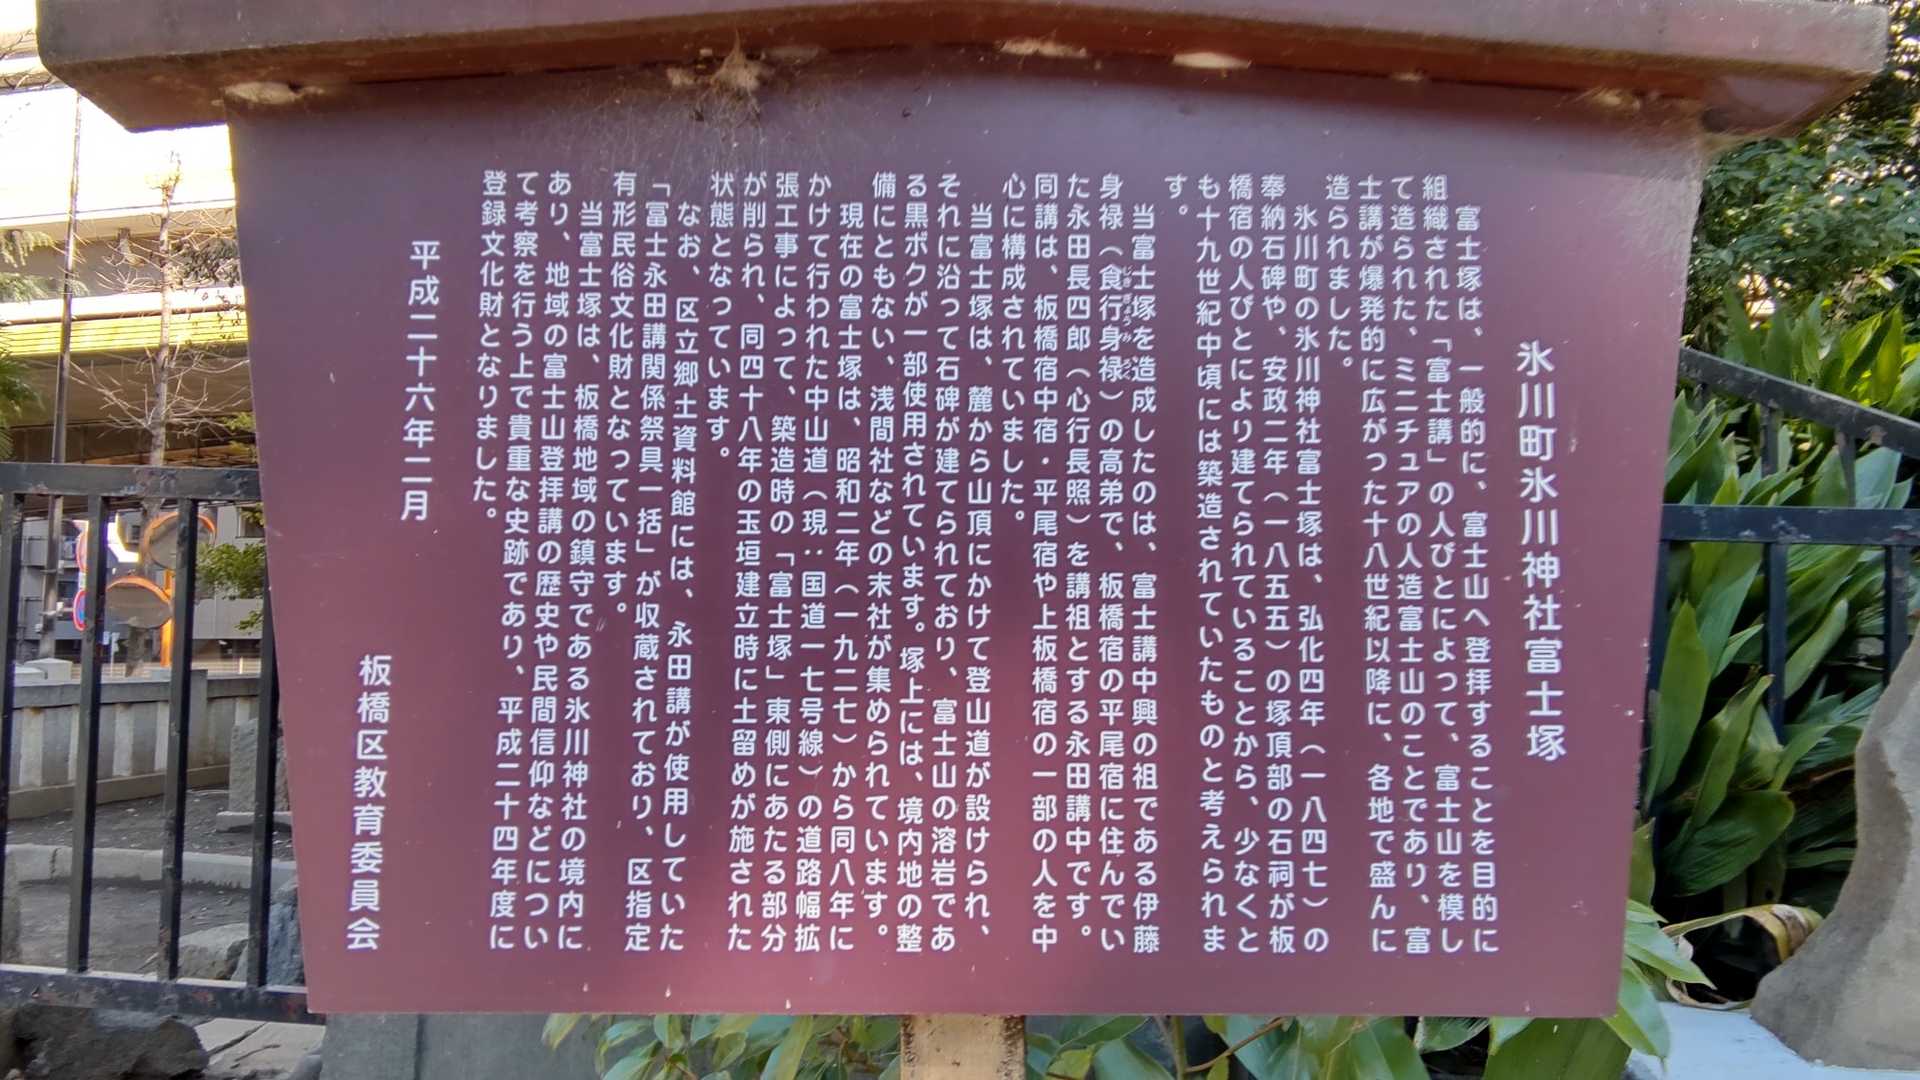 氷川町氷川神社富士塚
富士塚は、一般的に、富士山へ登拝することを目的に
組織された「富士講」の人びとによって、富士山を模し
て造られた、ミニチュアの人造富士山のことであり、富
士講が爆発的に広がった十八世紀以降に、各地で盛んに
造られました。
氷川町の氷川神社富士塚は、弘化四年（一八四七）の
奉納石碑や、安政二年（一八五五）の塚頂部の石祠が板
橋宿の人びとにより建てられていることから、少なくと
も十九世紀中頃には築造されていたものと考えられま
す。
当富士塚を造成したのは、富士講中興の祖である伊藤
身禄（食行身禄）の高弟で、板橋宿の平尾宿に住んでい
じきぎょうみろく
た永田長四郎（心行長照）を講祖とする永田講中です。
同講は、板橋宿中宿・平尾宿や上板橋宿の一部の人を中
心に構成されていました。
当富士塚は、麓から山頂にかけて登山道が設けられ、
それに沿って石碑が建てられており、富士山の溶岩であ
る黒ボクが一部使用されています。塚上には、境内地の整
備にともない、浅間社などの末社が集められています。
現在の富士塚は、昭和二年（一九二七）から同八年に
かけて行われた中山道（現：国道一七号線）の道路幅拡
張工事によって、築造時の「富士塚」東側にあたる部分
が削られ、同四十八年の玉垣建立時に土留めが施された
状態となっています。
なお、区立郷土資料館には、永田講が使用していた
「富士永田講関係祭具一括」が収蔵されており、区指定
有形民俗文化財となっています。
当富士塚は、板橋地域の鎮守である氷川神社の境内に
あり、地域の富士山登拝講の歴史や民間信仰などについ
て考察を行う上で貴重な史跡であり、平成二十四年度に
登録文化財となりました。
平成二十六年二月
板橋区教育委員会